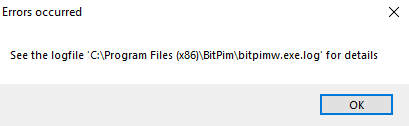 Errors occurred
See the logfile 'C:\Program Files (x86)\BitPim\bitpimw.exe.log' for details
OK